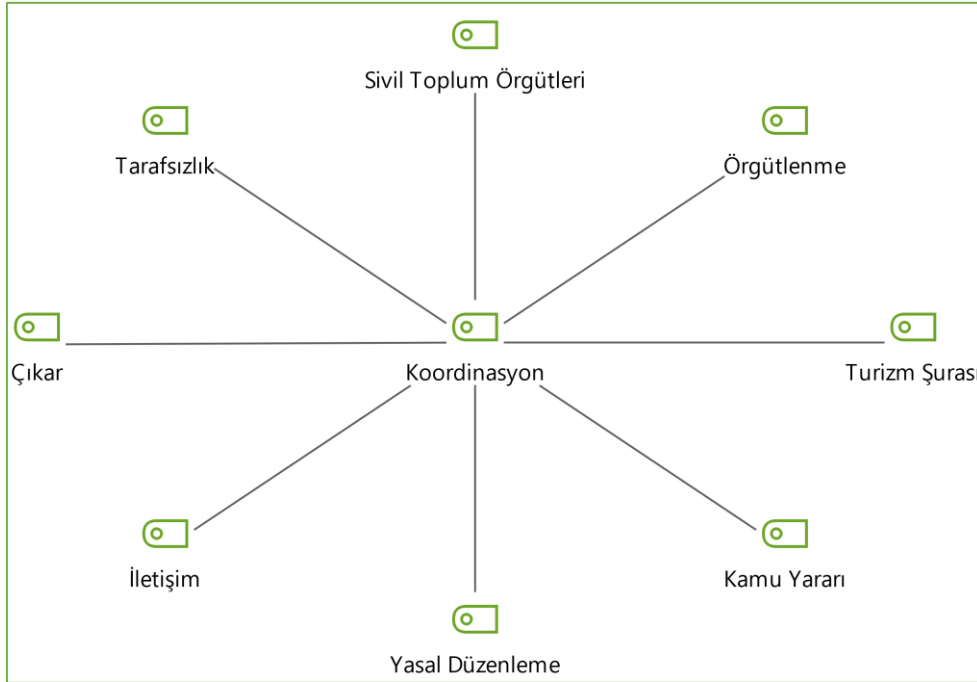 Sivil Toplum Örgütleri
Tarafsızlık
Örgütlenme
Çıkar
Koordinasyon
Turizm Şurası
İletişim
Kamu Yararı
Yasal Düzenleme